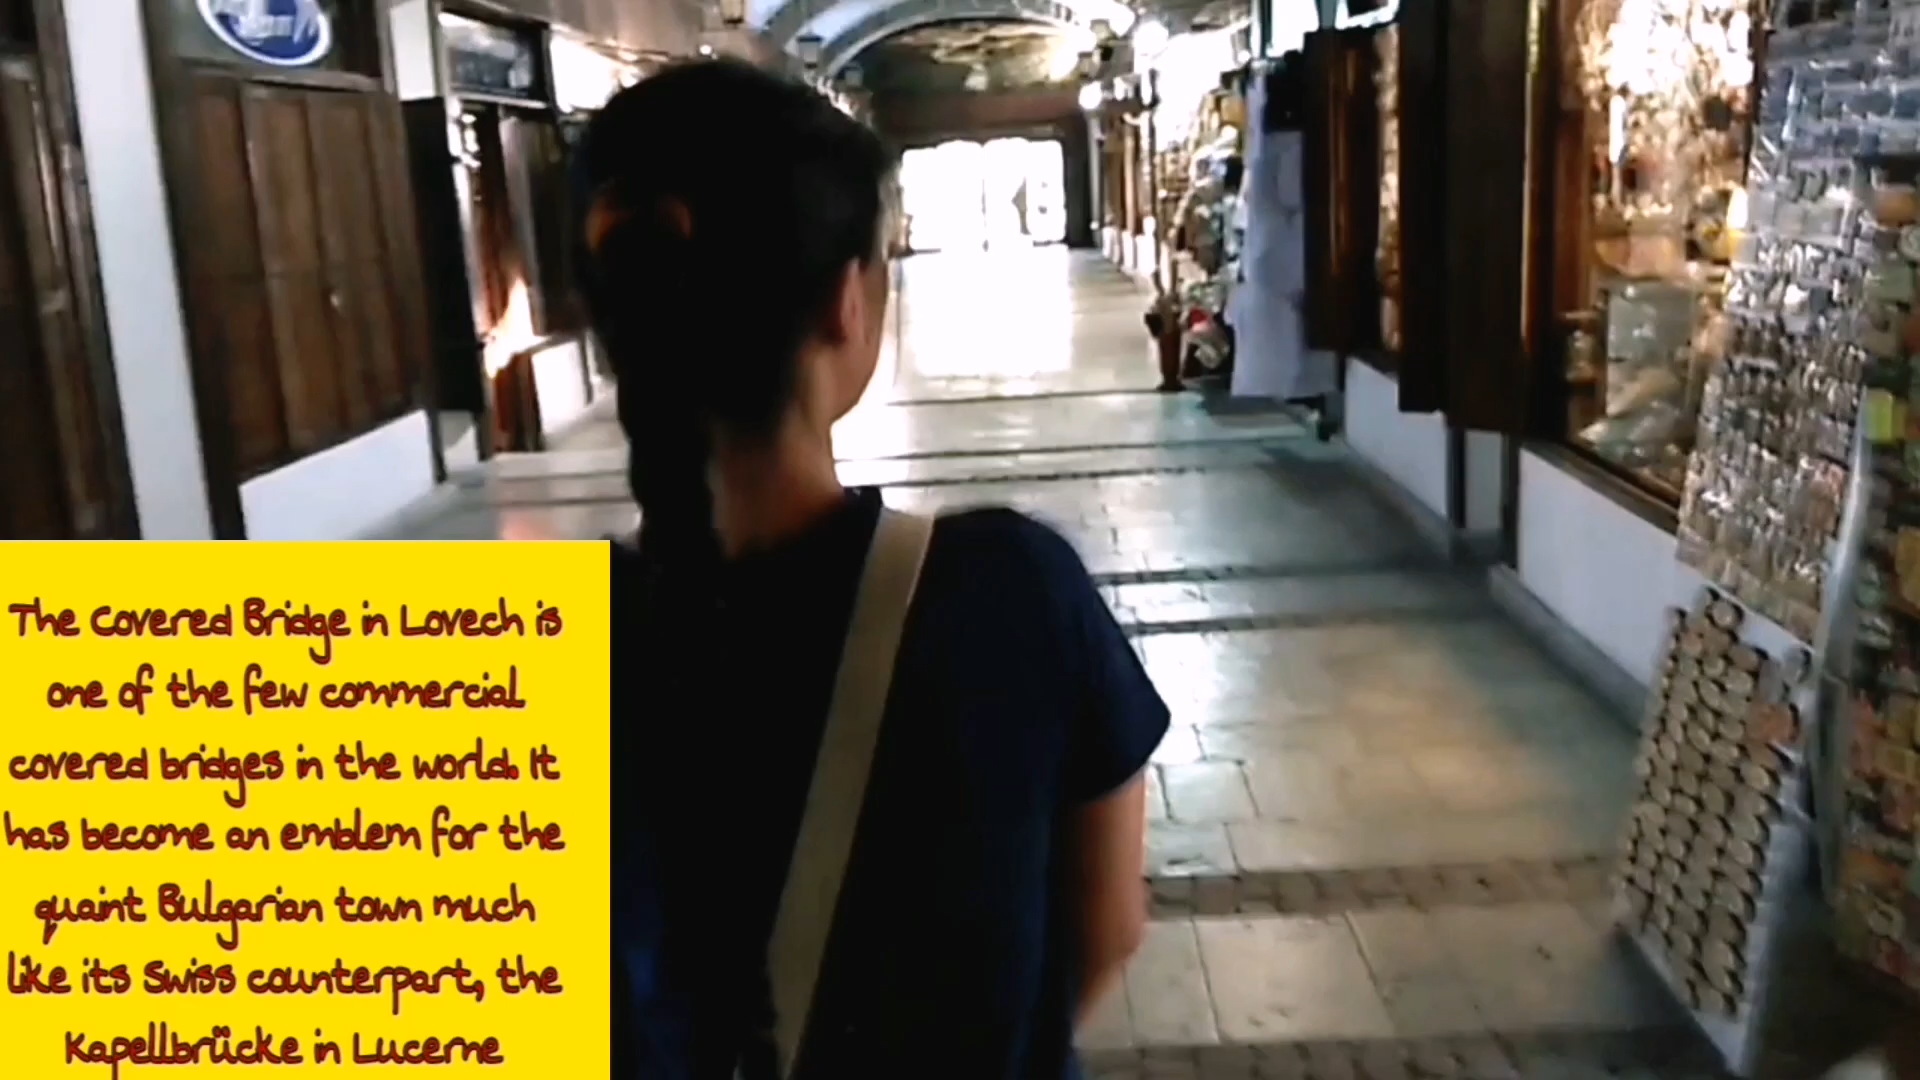 The Covered Bridge in Lovech is
one of the few commercial
covered bridges in the world. It
has become an emblem for the
quaint Bulgarian town much
like its Swiss counterpart, the
Kapellbrücke in Lucerne